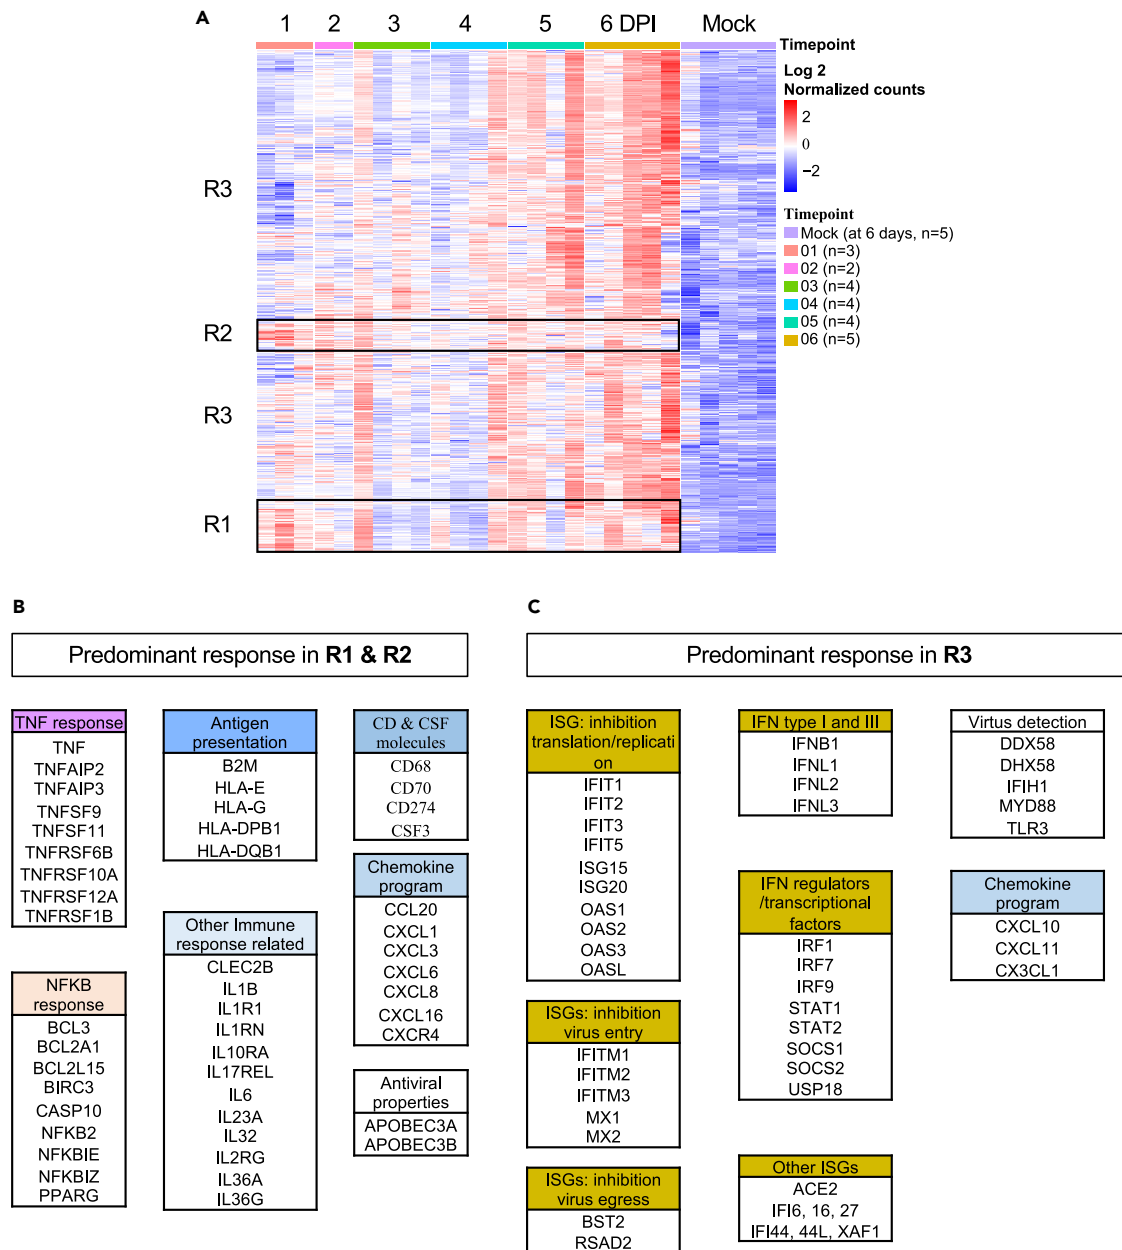 A
1 2 3 4 5 6 DPI Mock
Timepoint
Log 2
Normalized counts
2
0
−2
R3
R2
R3
R1
Timepoint
Mock (at 6 days, n=5)
01 (n=3)
02 (n=2)
03 (n=4)
04 (n=4)
05 (n=4)
06 (n=5)
B
Predominant response in R1 & R2
TNF response
TNF
TNFAIP2
TNFAIP3
TNFSF9
TNFSF11
TNFRSF6B
TNFRSF10A
TNFRSF12A
TNFRSF1B
NFKB
response
BCL3
BCL2A1
BCL2L15
BIRC3
CASP10
NFKB2
NFKBIE
NFKBIZ
PPARG
Antigen
presentation
B2M
HLA-E
HLA-G
HLA-DPB1
HLA-DQB1
Other Immune
response related
CLEC2B
IL1B
IL1R1
IL1RN
IL10RA
IL17REL
IL6
IL23A
IL32
IL2RG
IL36A
IL36G
CD & CSF
molecules
CD68
CD70
CD274
CSF3
Chemokine
program
CCL20
CXCL1
CXCL3
CXCL6
CXCL8
CXCL16
CXCR4
Antiviral
properties
APOBEC3A
APOBEC3B
C
Predominant response in R3
ISG: inhibition
translation/replicati
on
IFIT1
IFIT2
IFIT3
IFIT5
ISG15
ISG20
OAS1
OAS2
OAS3
OASL
ISGs: inhibition
virus entry
IFITM1
IFITM2
IFITM3
MX1
MX2
ISGs: inhibition
virus egress
BST2
RSAD2
IFN type I and III
IFNB1
IFNL1
IFNL2
IFNL3
IFN regulators
/transcriptional
factors
IRF1
IRF7
IRF9
STAT1
STAT2
SOCS1
SOCS2
USP18
Other ISGs
ACE2
IFI6, 16, 27
IFI44, 44L, XAF1
Virtus detection
DDX58
DHX58
IFIH1
MYD88
TLR3
Chemokine
program
CXCL10
CXCL11
CX3CL1